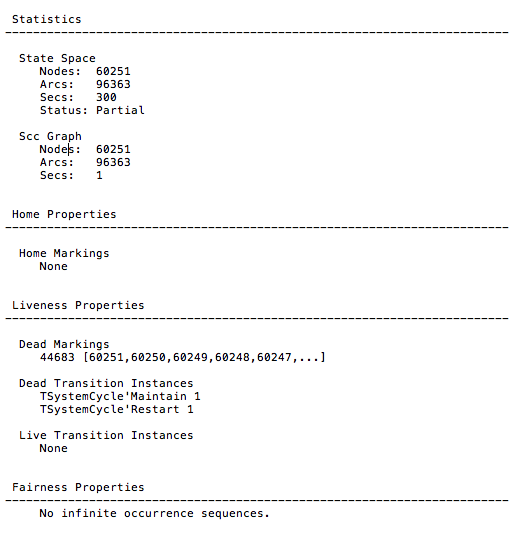 Statistics
------------------------------------------------------------------------
State Space
Nodes: 60251
Arcs: 96363
Secs: 300
Status: Partial
Scc Graph
Nodes: 60251
Arcs: 96363
Secs: 1
Home Properties
------------------------------------------------------------------------
Home Markings
None
Liveness Properties
------------------------------------------------------------------------
Dead Markings
44683 [60251,60250,60249,60248,60247,...]
Dead Transition Instances
TSystemCycle'Maintain 1
TSystemCycle'Restart 1
Live Transition Instances
None
Fairness Properties
------------------------------------------------------------------------
No infinite occurrence sequences.